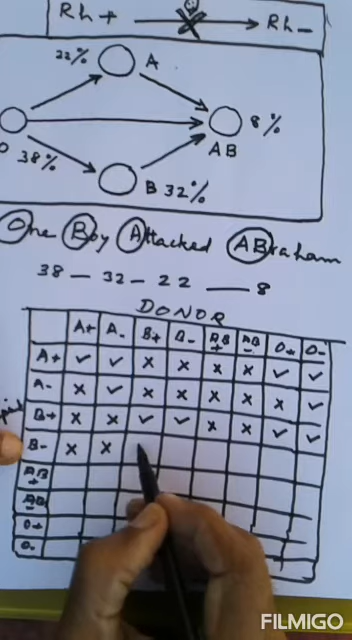 Rh + Rh -
22% A
8%
AB
38%
B 32%
One Boy Attacked ABraham
38 - 32 - 22 - 8
DONOR
A+ A- B+ B- AB+ AB- O+ O-
A+ ✓ ✓ x x x x ✓ ✓
A- x ✓ x x x x x ✓
B+ x x ✓ ✓ x x ✓ ✓
B- x x
AB+
AB-
O+
O-
FILMIGO